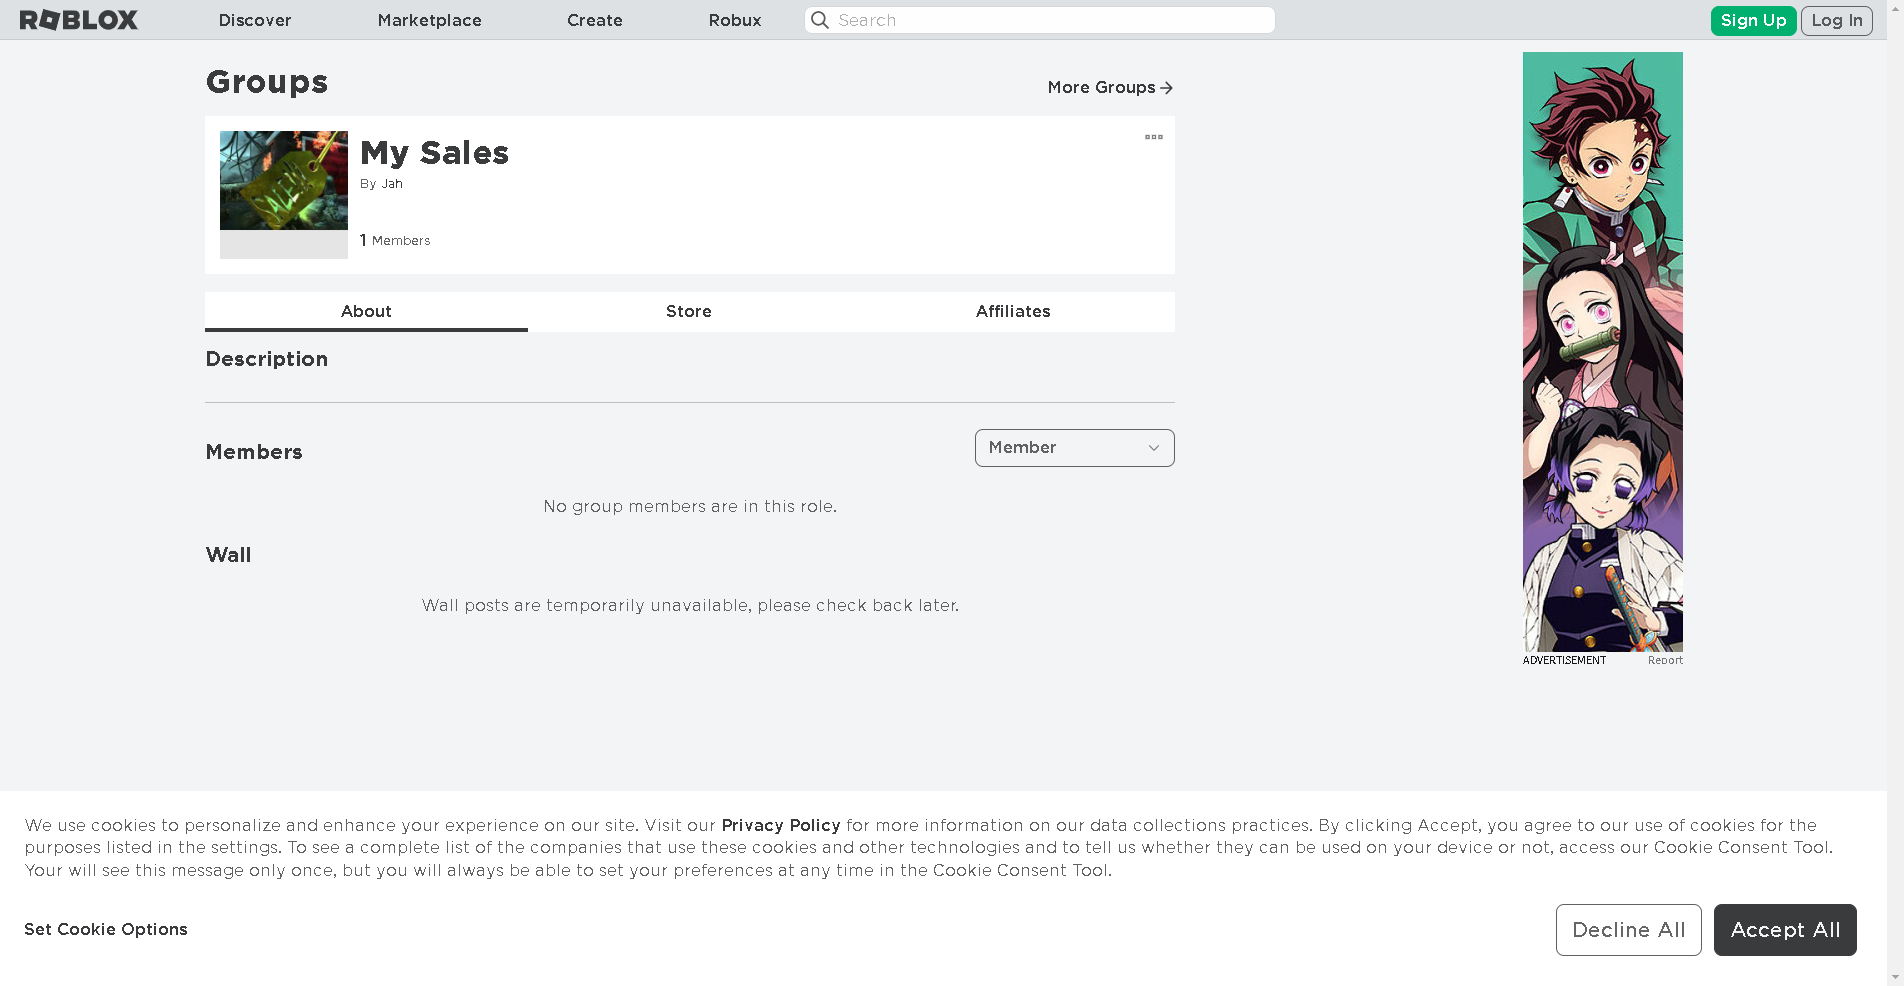 ROBLOX
Discover
Marketplace
Create
Robux
Search
Sign Up
Log In
Groups
More Groups
My Sales
By Jah
1 Members
About
Store
Affiliates
Description
Members
Member
No group members are in this role.
Wall
Wall posts are temporarily unavailable, please check back later.
ADVERTISEMENT
Report
We use cookies to personalize and enhance your experience on our site. Visit our Privacy Policy for more information on our data collections practices. By clicking Accept, you agree to our use of cookies for the
purposes listed in the settings. To see a complete list of the companies that use these cookies and other technologies and to tell us whether they can be used on your device or not, access our Cookie Consent Tool.
Your will see this message only once, but you will always be able to set your preferences at any time in the Cookie Consent Tool.
Set Cookie Options
Decline All
Accept All